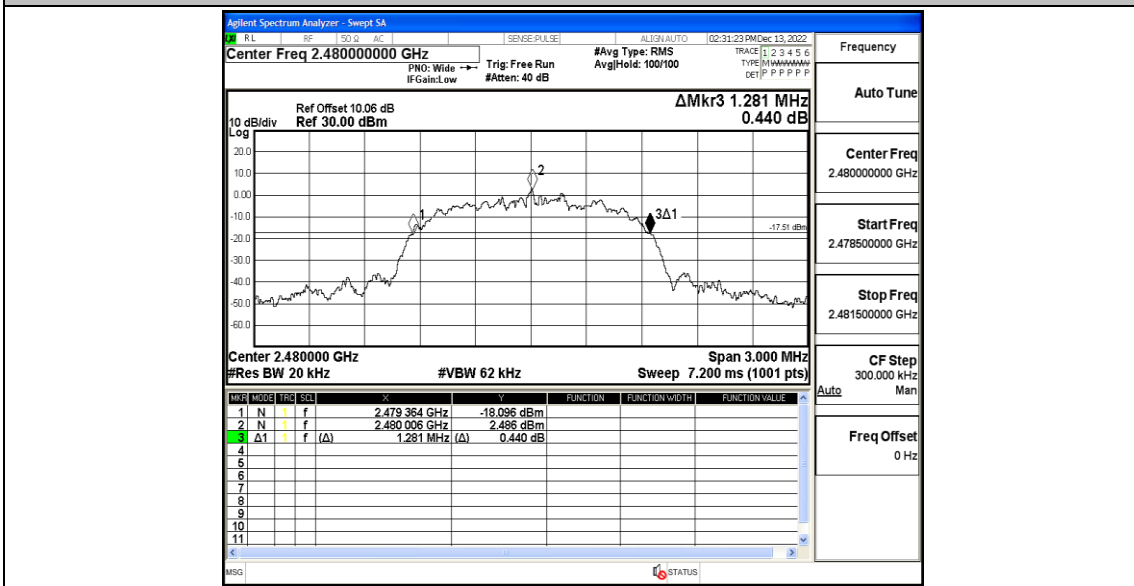 Agilent Spectrum Analyzer - Swept SA
RL RF 50 Ω AC SENSE:PULSE ALIGN AUTO 02:31:23 PM Dec 13, 2022
Center Freq 2.480000000 GHz
PNO: Wide
IFGain:Low
Trig: Free Run
#Atten: 40 dB
#Avg Type: RMS
Avg|Hold: 100/100
TRACE 1 2 3 4 5 6
TYPE M
DET P P P P P P
Frequency
Auto Tune
Center Freq
2.480000000 GHz
Start Freq
2.478500000 GHz
Stop Freq
2.481500000 GHz
CF Step
300.000 kHz
Auto Man
Freq Offset
0 Hz
ΔMkr3 1.281 MHz
0.440 dB
Ref Offset 10.06 dB
10 dB/div Ref 30.00 dBm
Log
20.0
10.0
0.00
-10.0
-20.0
-30.0
-40.0
-50.0
-60.0
1
2
3Δ1
-17.51 dBm
Center 2.480000 GHz Span 3.000 MHz
#Res BW 20 kHz #VBW 62 kHz Sweep 7.200 ms (1001 pts)
MKR MODE TRC SCL X Y FUNCTION FUNCTION WIDTH FUNCTION VALUE
1 N 1 f 2.479 364 GHz -18.096 dBm
2 N 1 f 2.480 006 GHz 2.486 dBm
3 Δ1 1 f (Δ) 1.281 MHz (Δ) 0.440 dB
4
5
6
7
8
9
10
11
MSG STATUS